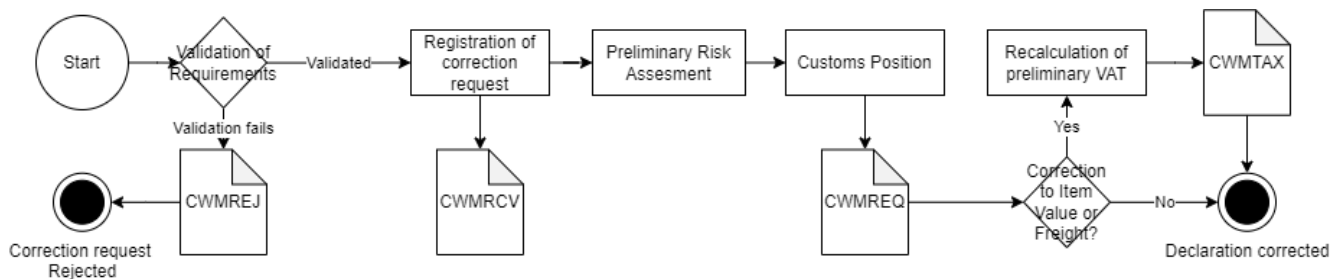 Start
Validation of
Requirements
Validated
Validation fails
CWMREJ
Correction request
Rejected
Registration of
correction
request
CWMRCV
Preliminary Risk
Assesment
Customs Position
CWMREQ
Correction
to Item
Value or
Freight?
Yes
No
Recalculation of
preliminary VAT
CWMTAX
Declaration corrected